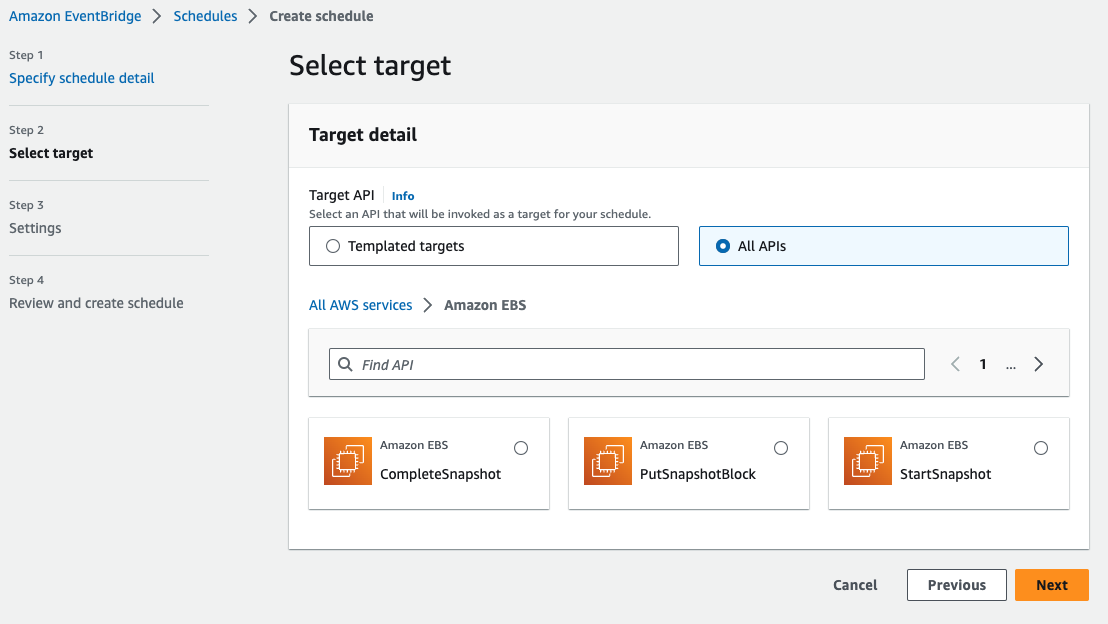 Amazon EventBridge > Schedules > Create schedule
Step 1
Specify schedule detail
Step 2
Select target
Step 3
Settings
Step 4
Review and create schedule
Select target
Target detail
Target API Info
Select an API that will be invoked as a target for your schedule.
Templated targets
All APIs
All AWS services > Amazon EBS
Find API
1 ...
Amazon EBS
CompleteSnapshot
Amazon EBS
PutSnapshotBlock
Amazon EBS
StartSnapshot
Cancel Previous Next